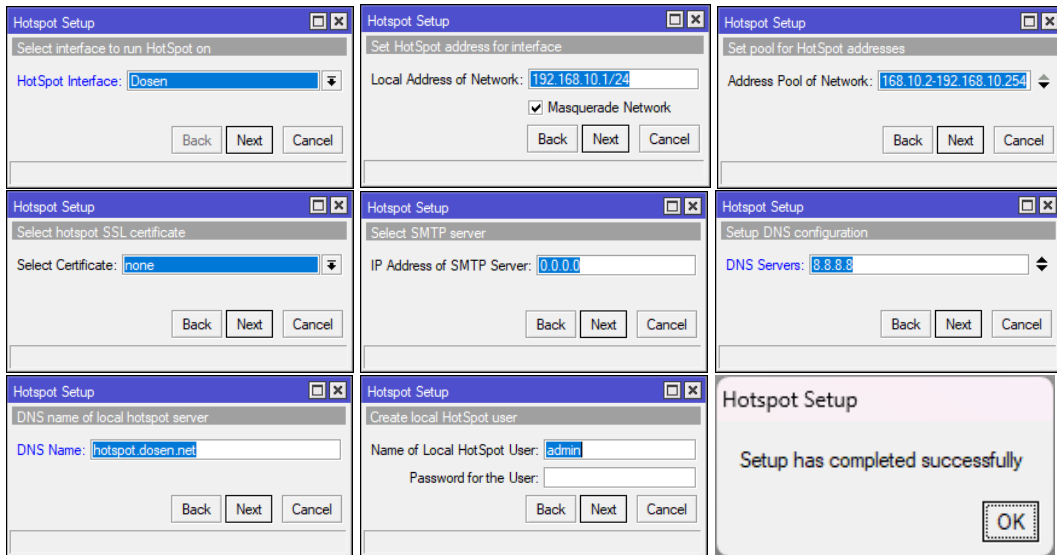 Hotspot Setup
Select interface to run HotSpot on
HotSpot Interface: Dosen
Back Next Cancel
Hotspot Setup
Set HotSpot address for interface
Local Address of Network: 192.168.10.1/24
Masquerade Network
Back Next Cancel
Hotspot Setup
Set pool for HotSpot addresses
Address Pool of Network: 168.10.2-192.168.10.254
Back Next Cancel
Hotspot Setup
Select hotspot SSL certificate
Select Certificate: none
Back Next Cancel
Hotspot Setup
Select SMTP server
IP Address of SMTP Server: 0.0.0.0
Back Next Cancel
Hotspot Setup
Setup DNS configuration
DNS Servers: 8.8.8.8
Back Next Cancel
Hotspot Setup
DNS name of local hotspot server
DNS Name: hotspot.dosen.net
Back Next Cancel
Hotspot Setup
Create local HotSpot user
Name of Local HotSpot User: admin
Password for the User:
Back Next Cancel
Hotspot Setup
Setup has completed successfully
OK